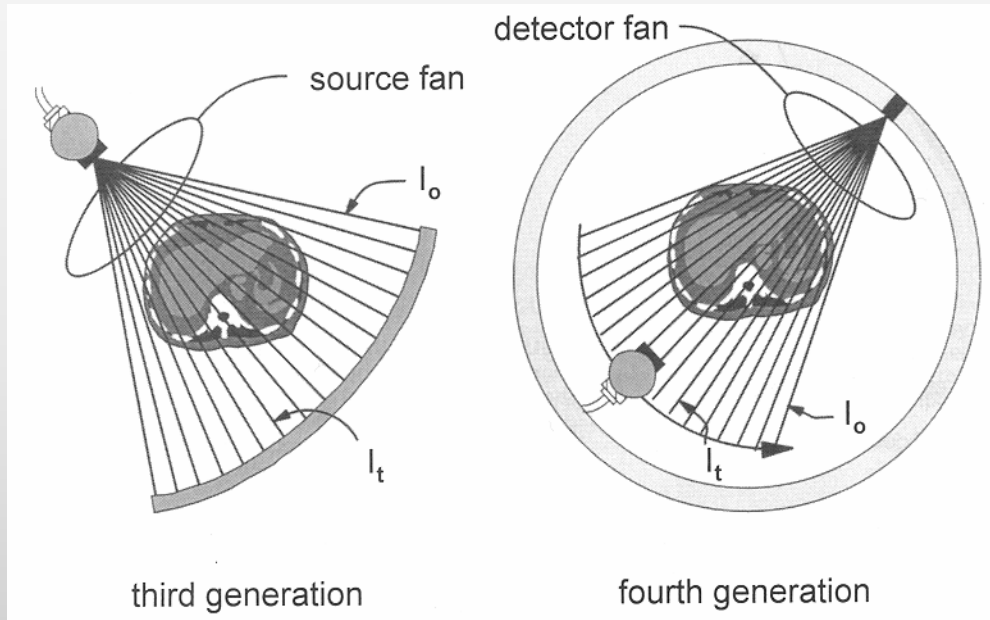 detector fan
source fan
Io
It
Io
It
third generation
fourth generation